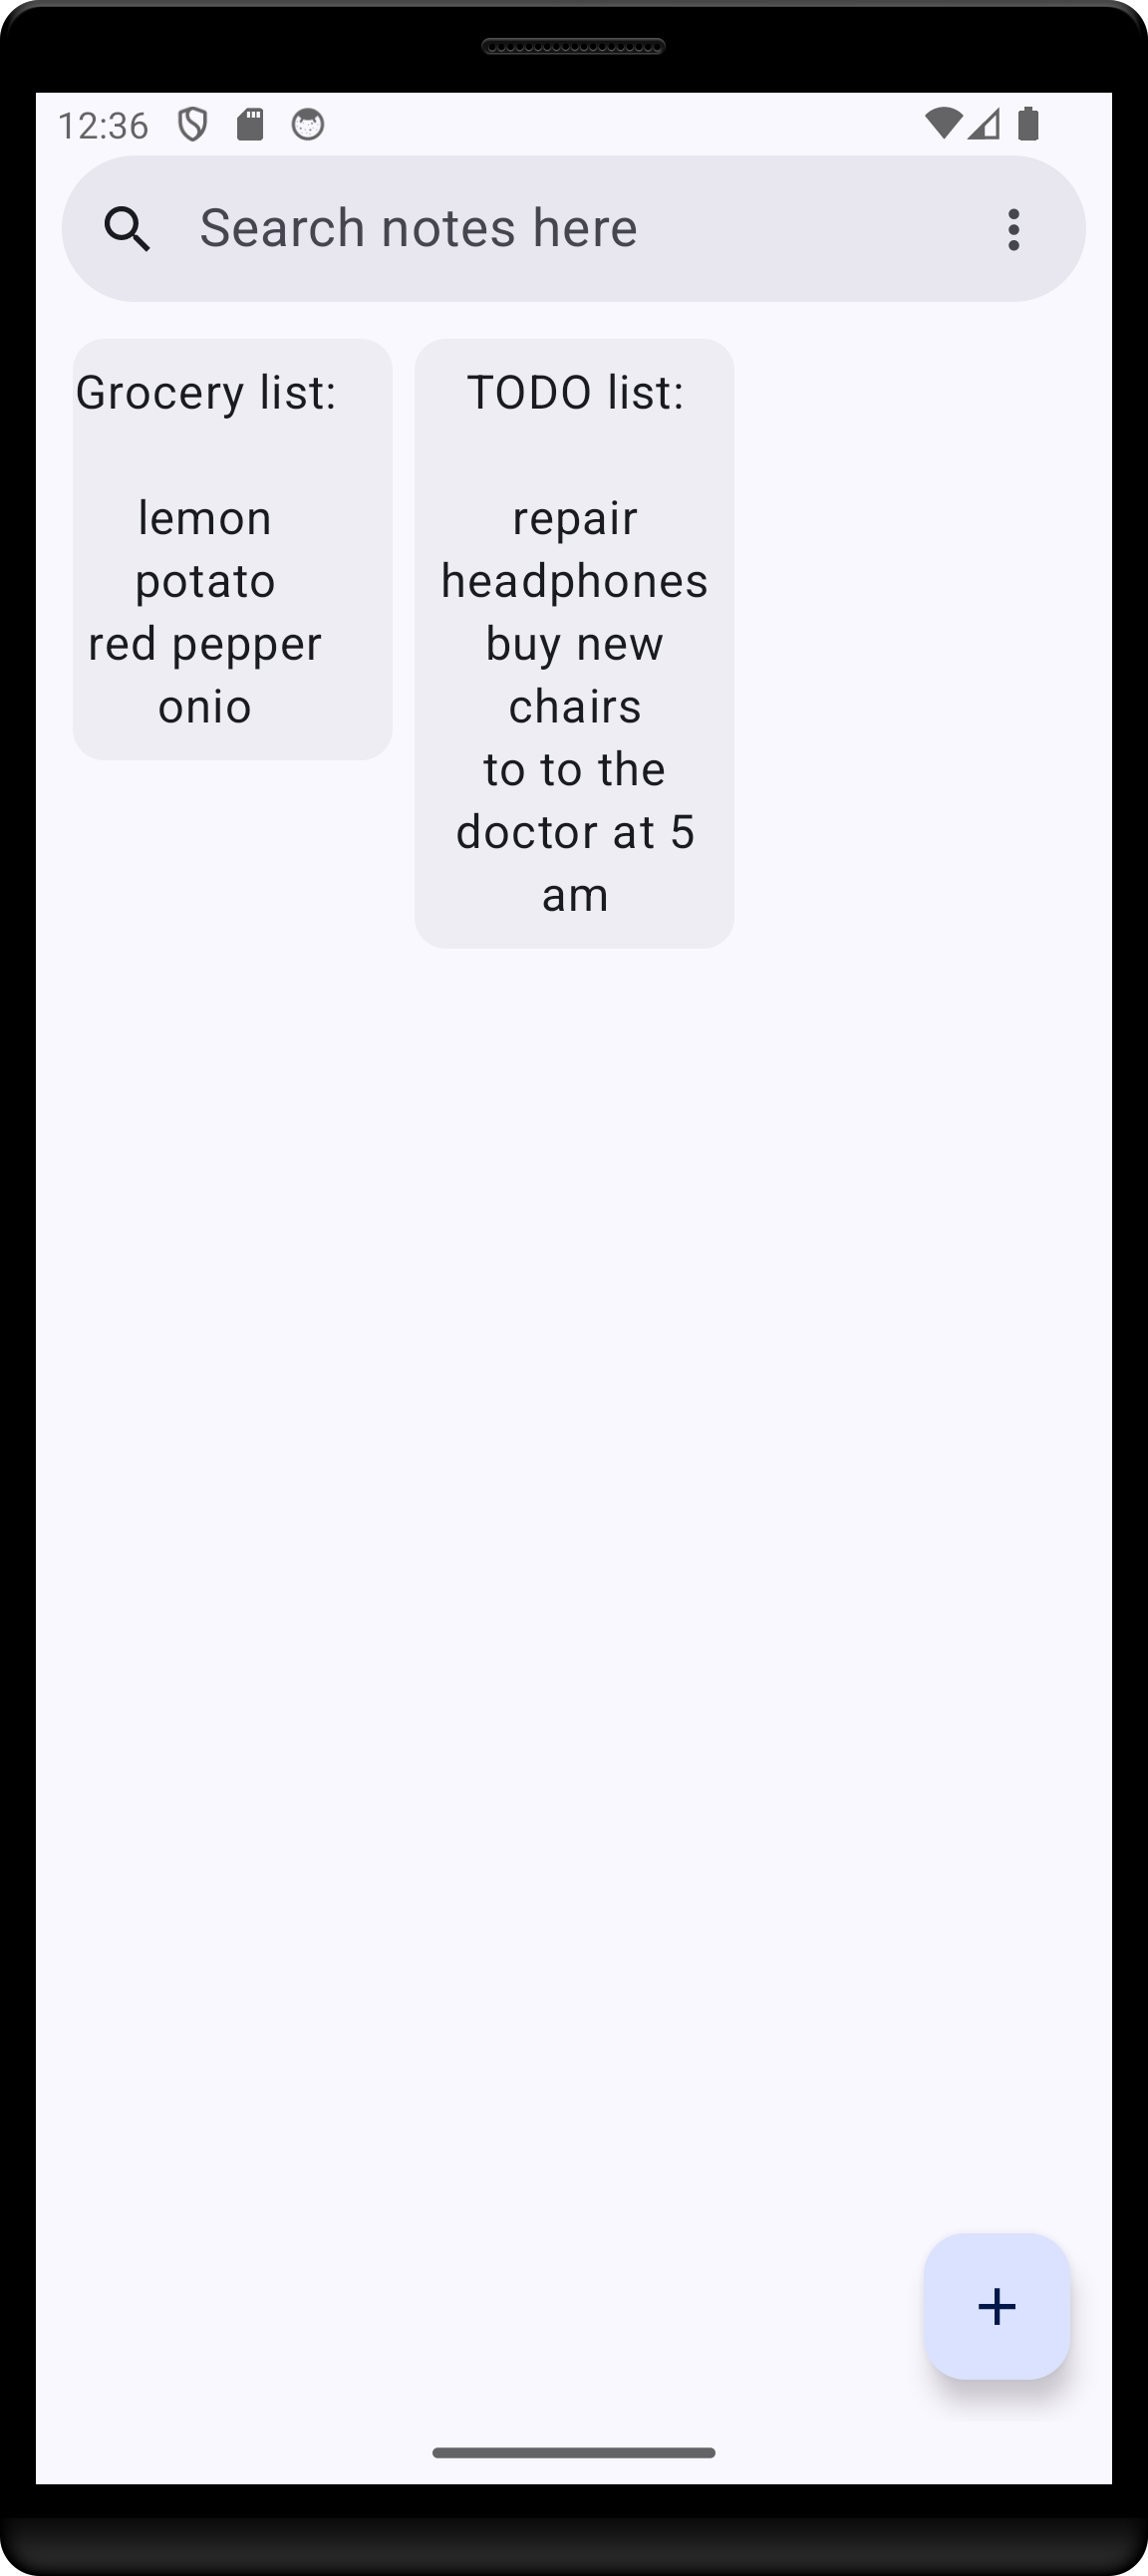 12:36
Search notes here
Grocery list:
lemon
potato
red pepper
onio
TODO list:
repair
headphones
buy new
chairs
to to the
doctor at 5
am
+